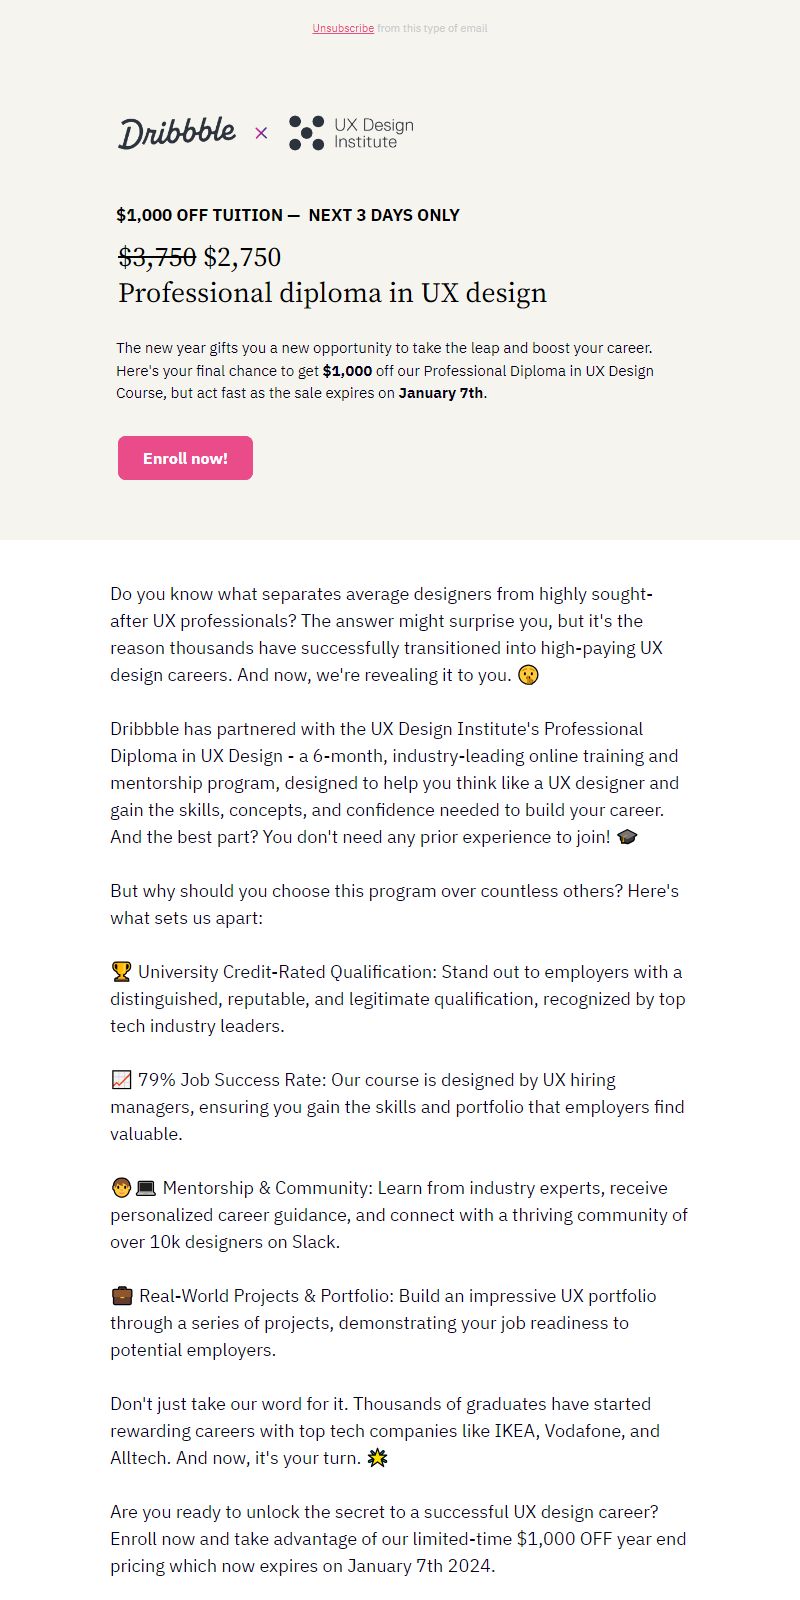 Unsubscribe from this type of email
Dribbble × UX Design
Institute
$1,000 OFF TUITION — NEXT 3 DAYS ONLY
$3,750 $2,750
Professional diploma in UX design
The new year gifts you a new opportunity to take the leap and boost your career.
Here's your final chance to get $1,000 off our Professional Diploma in UX Design
Course, but act fast as the sale expires on January 7th.
Enroll now!
Do you know what separates average designers from highly sought-
after UX professionals? The answer might surprise you, but it's the
reason thousands have successfully transitioned into high-paying UX
design careers. And now, we're revealing it to you. 🤫
Dribbble has partnered with the UX Design Institute's Professional
Diploma in UX Design - a 6-month, industry-leading online training and
mentorship program, designed to help you think like a UX designer and
gain the skills, concepts, and confidence needed to build your career.
And the best part? You don't need any prior experience to join! 🎓
But why should you choose this program over countless others? Here's
what sets us apart:
🏆 University Credit-Rated Qualification: Stand out to employers with a
distinguished, reputable, and legitimate qualification, recognized by top
tech industry leaders.
📈 79% Job Success Rate: Our course is designed by UX hiring
managers, ensuring you gain the skills and portfolio that employers find
valuable.
🧑💻 Mentorship & Community: Learn from industry experts, receive
personalized career guidance, and connect with a thriving community of
over 10k designers on Slack.
💼 Real-World Projects & Portfolio: Build an impressive UX portfolio
through a series of projects, demonstrating your job readiness to
potential employers.
Don't just take our word for it. Thousands of graduates have started
rewarding careers with top tech companies like IKEA, Vodafone, and
Alltech. And now, it's your turn. 🌟
Are you ready to unlock the secret to a successful UX design career?
Enroll now and take advantage of our limited-time $1,000 OFF year end
pricing which now expires on January 7th 2024.